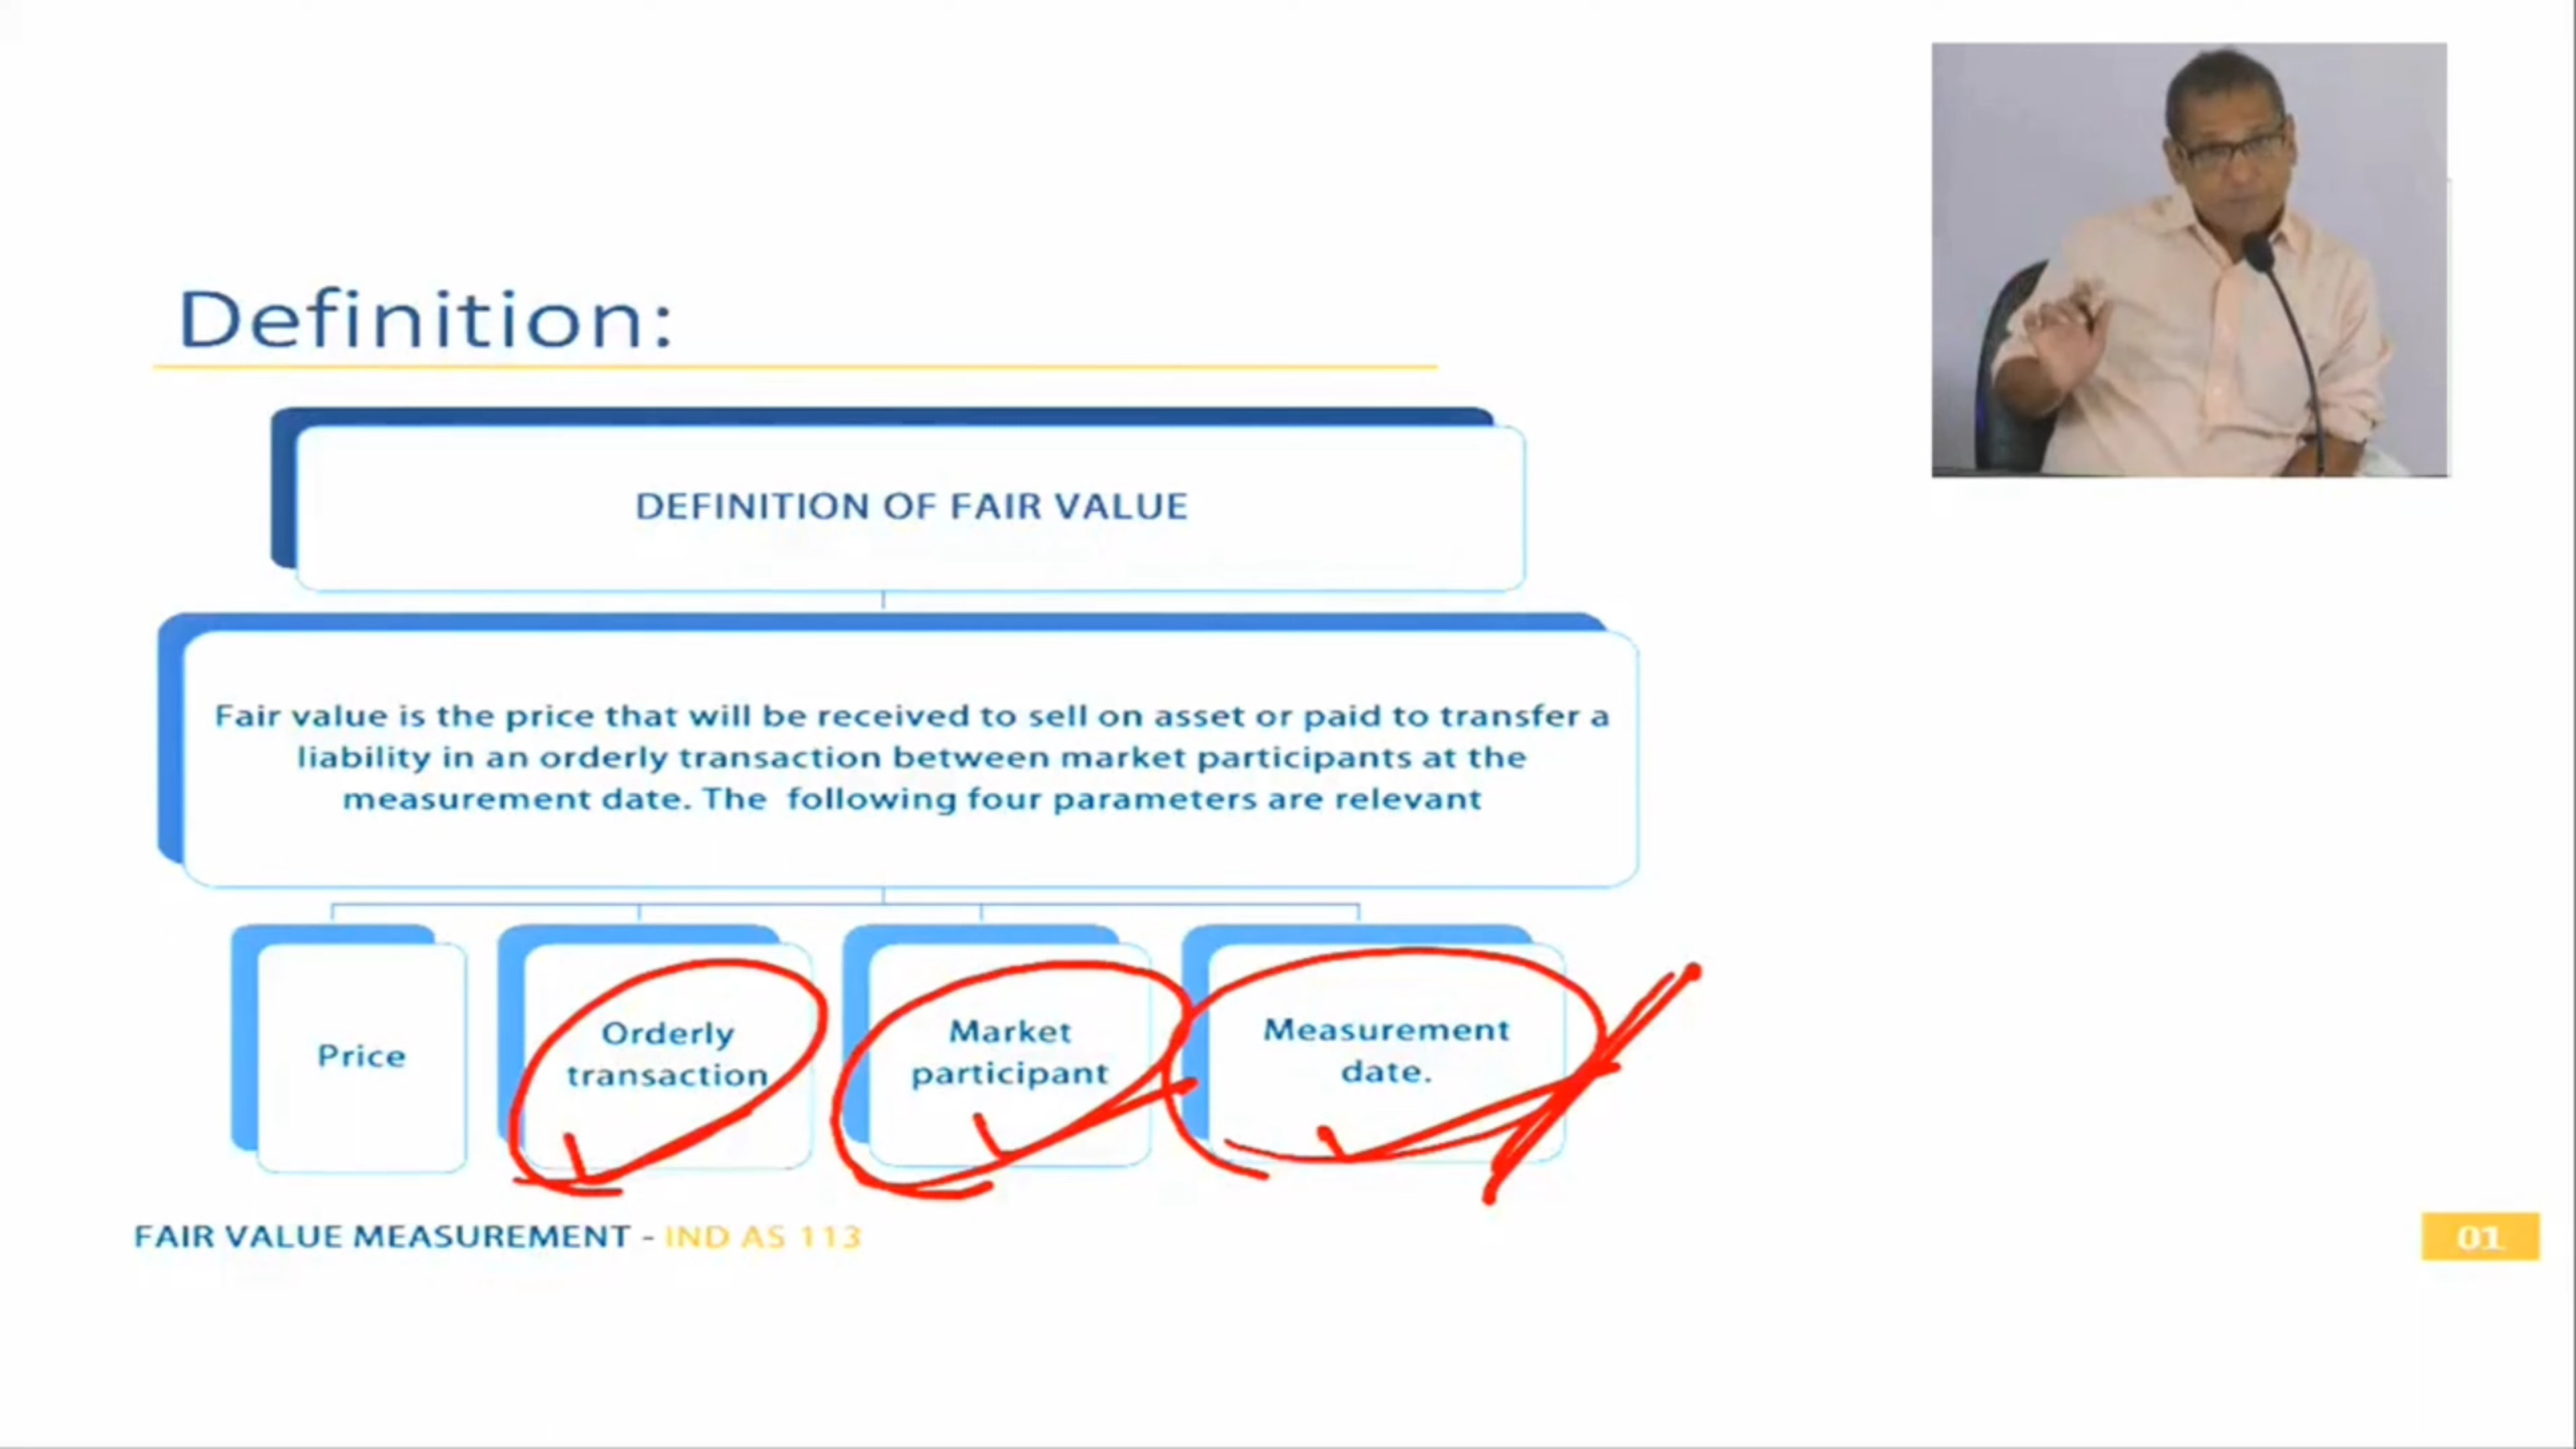 Definition:
DEFINITION OF FAIR VALUE
Fair value is the price that will be received to sell on asset or paid to transfer a
liability in an orderly transaction between market participants at the
measurement date. The following four parameters are relevant
Price
Orderly
transaction
Market
participant
Measurement
date.
FAIR VALUE MEASUREMENT - IND AS 113
01